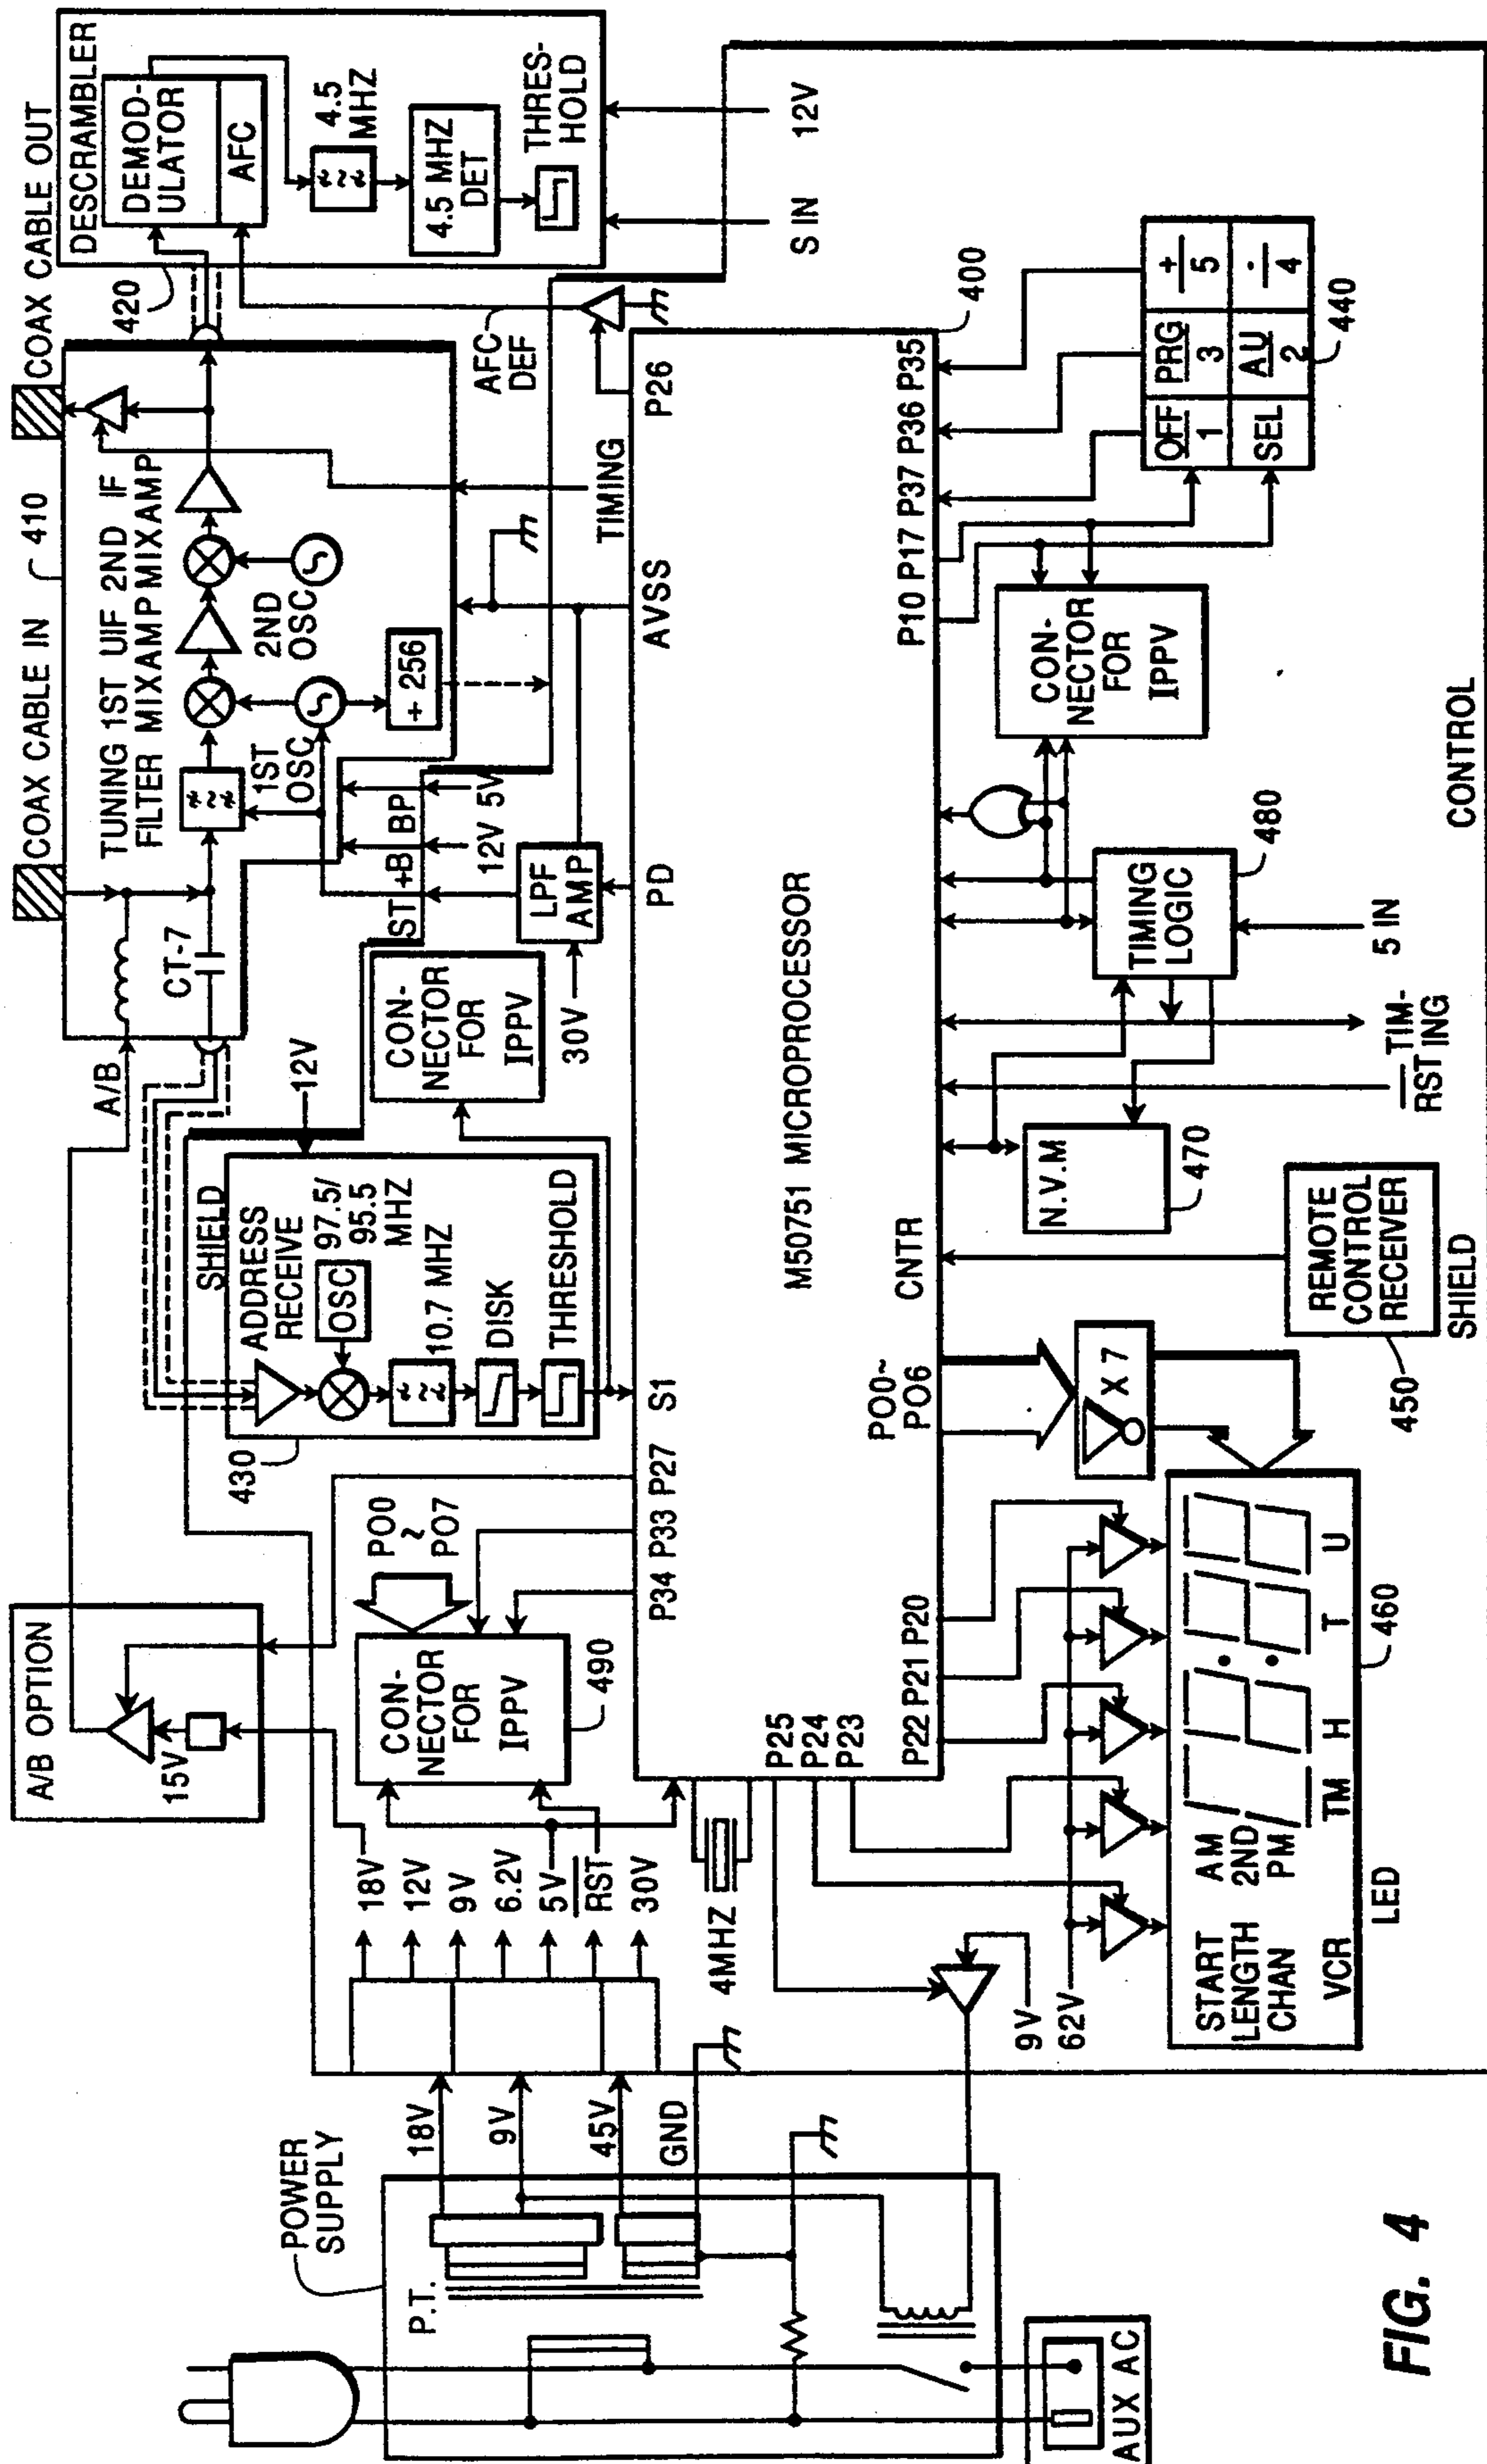 COAX CABLE IN
410
COAX CABLE OUT
A/B OPTION
15V
A/B
CT-7
TUNING 1ST UIF 2ND IF
FILTER MIXAMP MIXAMP
1ST
OSC
2ND
OSC
÷ 256
420
DESCRAMBLER
DEMOD-
ULATOR
AFC
4.5
MHZ
4.5 MHZ
DET
THRES-
HOLD
S IN
12V
AFC
DEF
TIMING
SHIELD
12V
ADDRESS
RECEIVE
OSC
97.5/
95.5
MHZ
10.7 MHZ
DISK
THRESHOLD
430
CON-
NECTOR
FOR
IPPV
ST +B BP
12V 5V
LPF
AMP
30V
POWER
SUPPLY
P.T.
18V
9V
45V
GND
18V
12V
9V
6.2V
5V
RST
30V
CON-
NECTOR
FOR
IPPV
490
PO0
~
PO7
P34 P33 P27
S1
PD
AVSS
P26
4MHZ
P25
P24
P23
M50751 MICROPROCESSOR
400
P22 P21 P20
PO0~
PO6
CNTR
P10 P17 P37 P36 P35
9V
62V
X 7
REMOTE
CONTROL
RECEIVER
450
SHIELD
N.V.M
470
RST
TIM-
ING
TIMING
LOGIC
480
5 IN
CON-
NECTOR
FOR
IPPV
OFF PRG +
1 3 5
SEL AU -
2 4
440
START
LENGTH
CHAN
VCR
AM
2ND
PM
TM H T U
460
LED
CONTROL
AUX AC
FIG. 4